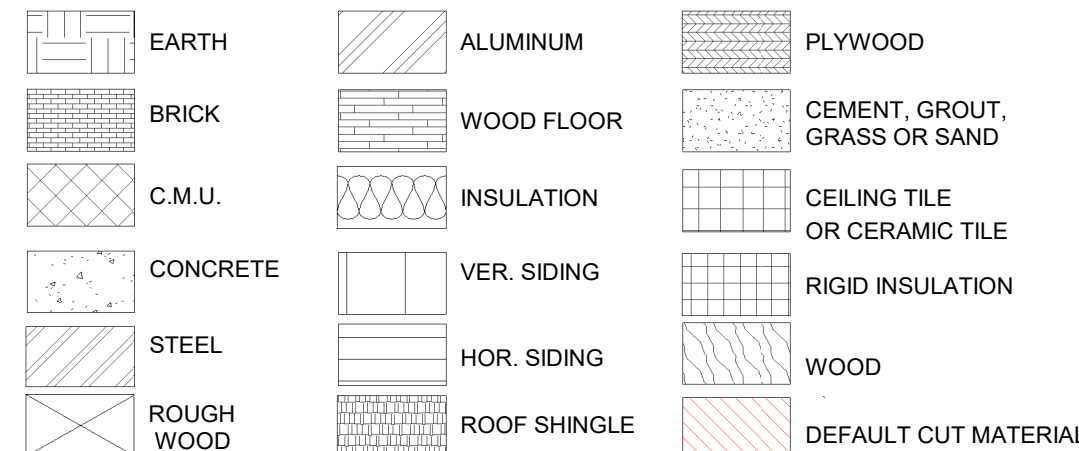 EARTH
BRICK
C.M.U.
CONCRETE
STEEL
ROUGH
WOOD
ALUMINUM
WOOD FLOOR
INSULATION
VER. SIDING
HOR. SIDING
ROOF SHINGLE
PLYWOOD
CEMENT, GROUT,
GRASS OR SAND
CEILING TILE
OR CERAMIC TILE
RIGID INSULATION
WOOD
DEFAULT CUT MATERIAL